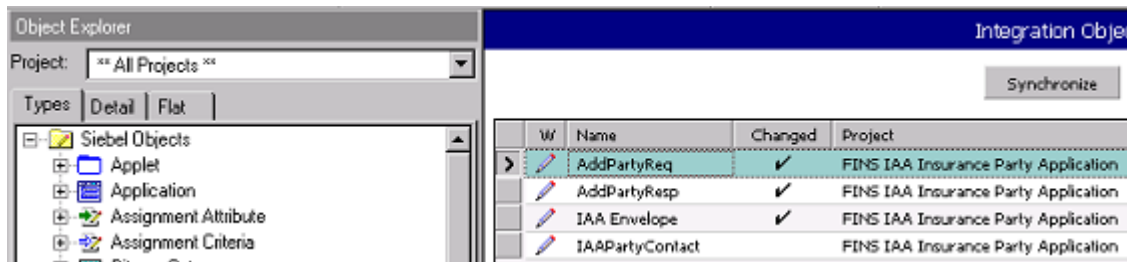 Object Explorer
Project: ** All Projects **
Types Detail Flat
Siebel Objects
Applet
Application
Assignment Attribute
Assignment Criteria
Integration Obje
Synchronize
W Name Changed Project
AddPartyReq ✔ FINS IAA Insurance Party Application
AddPartyResp ✔ FINS IAA Insurance Party Application
IAA Envelope ✔ FINS IAA Insurance Party Application
IAAPartyContact FINS IAA Insurance Party Application